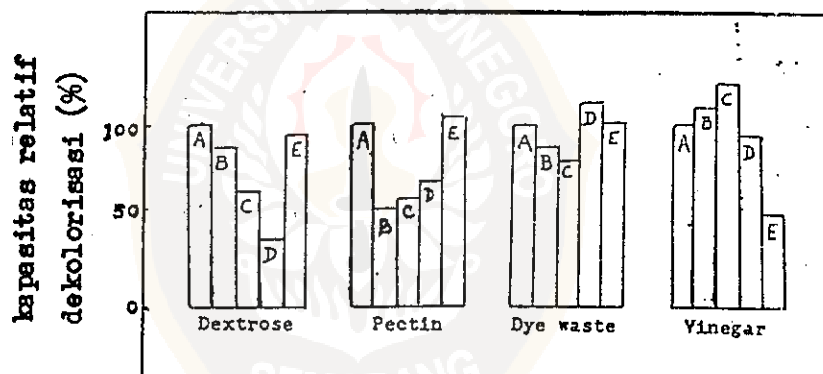 kapasitas relatif
dekolorisasi (%)
100
50
0
A B C D E
A B C D E
A B C D E
A B C D E
Dextrose Pectin Dye waste Vinegar